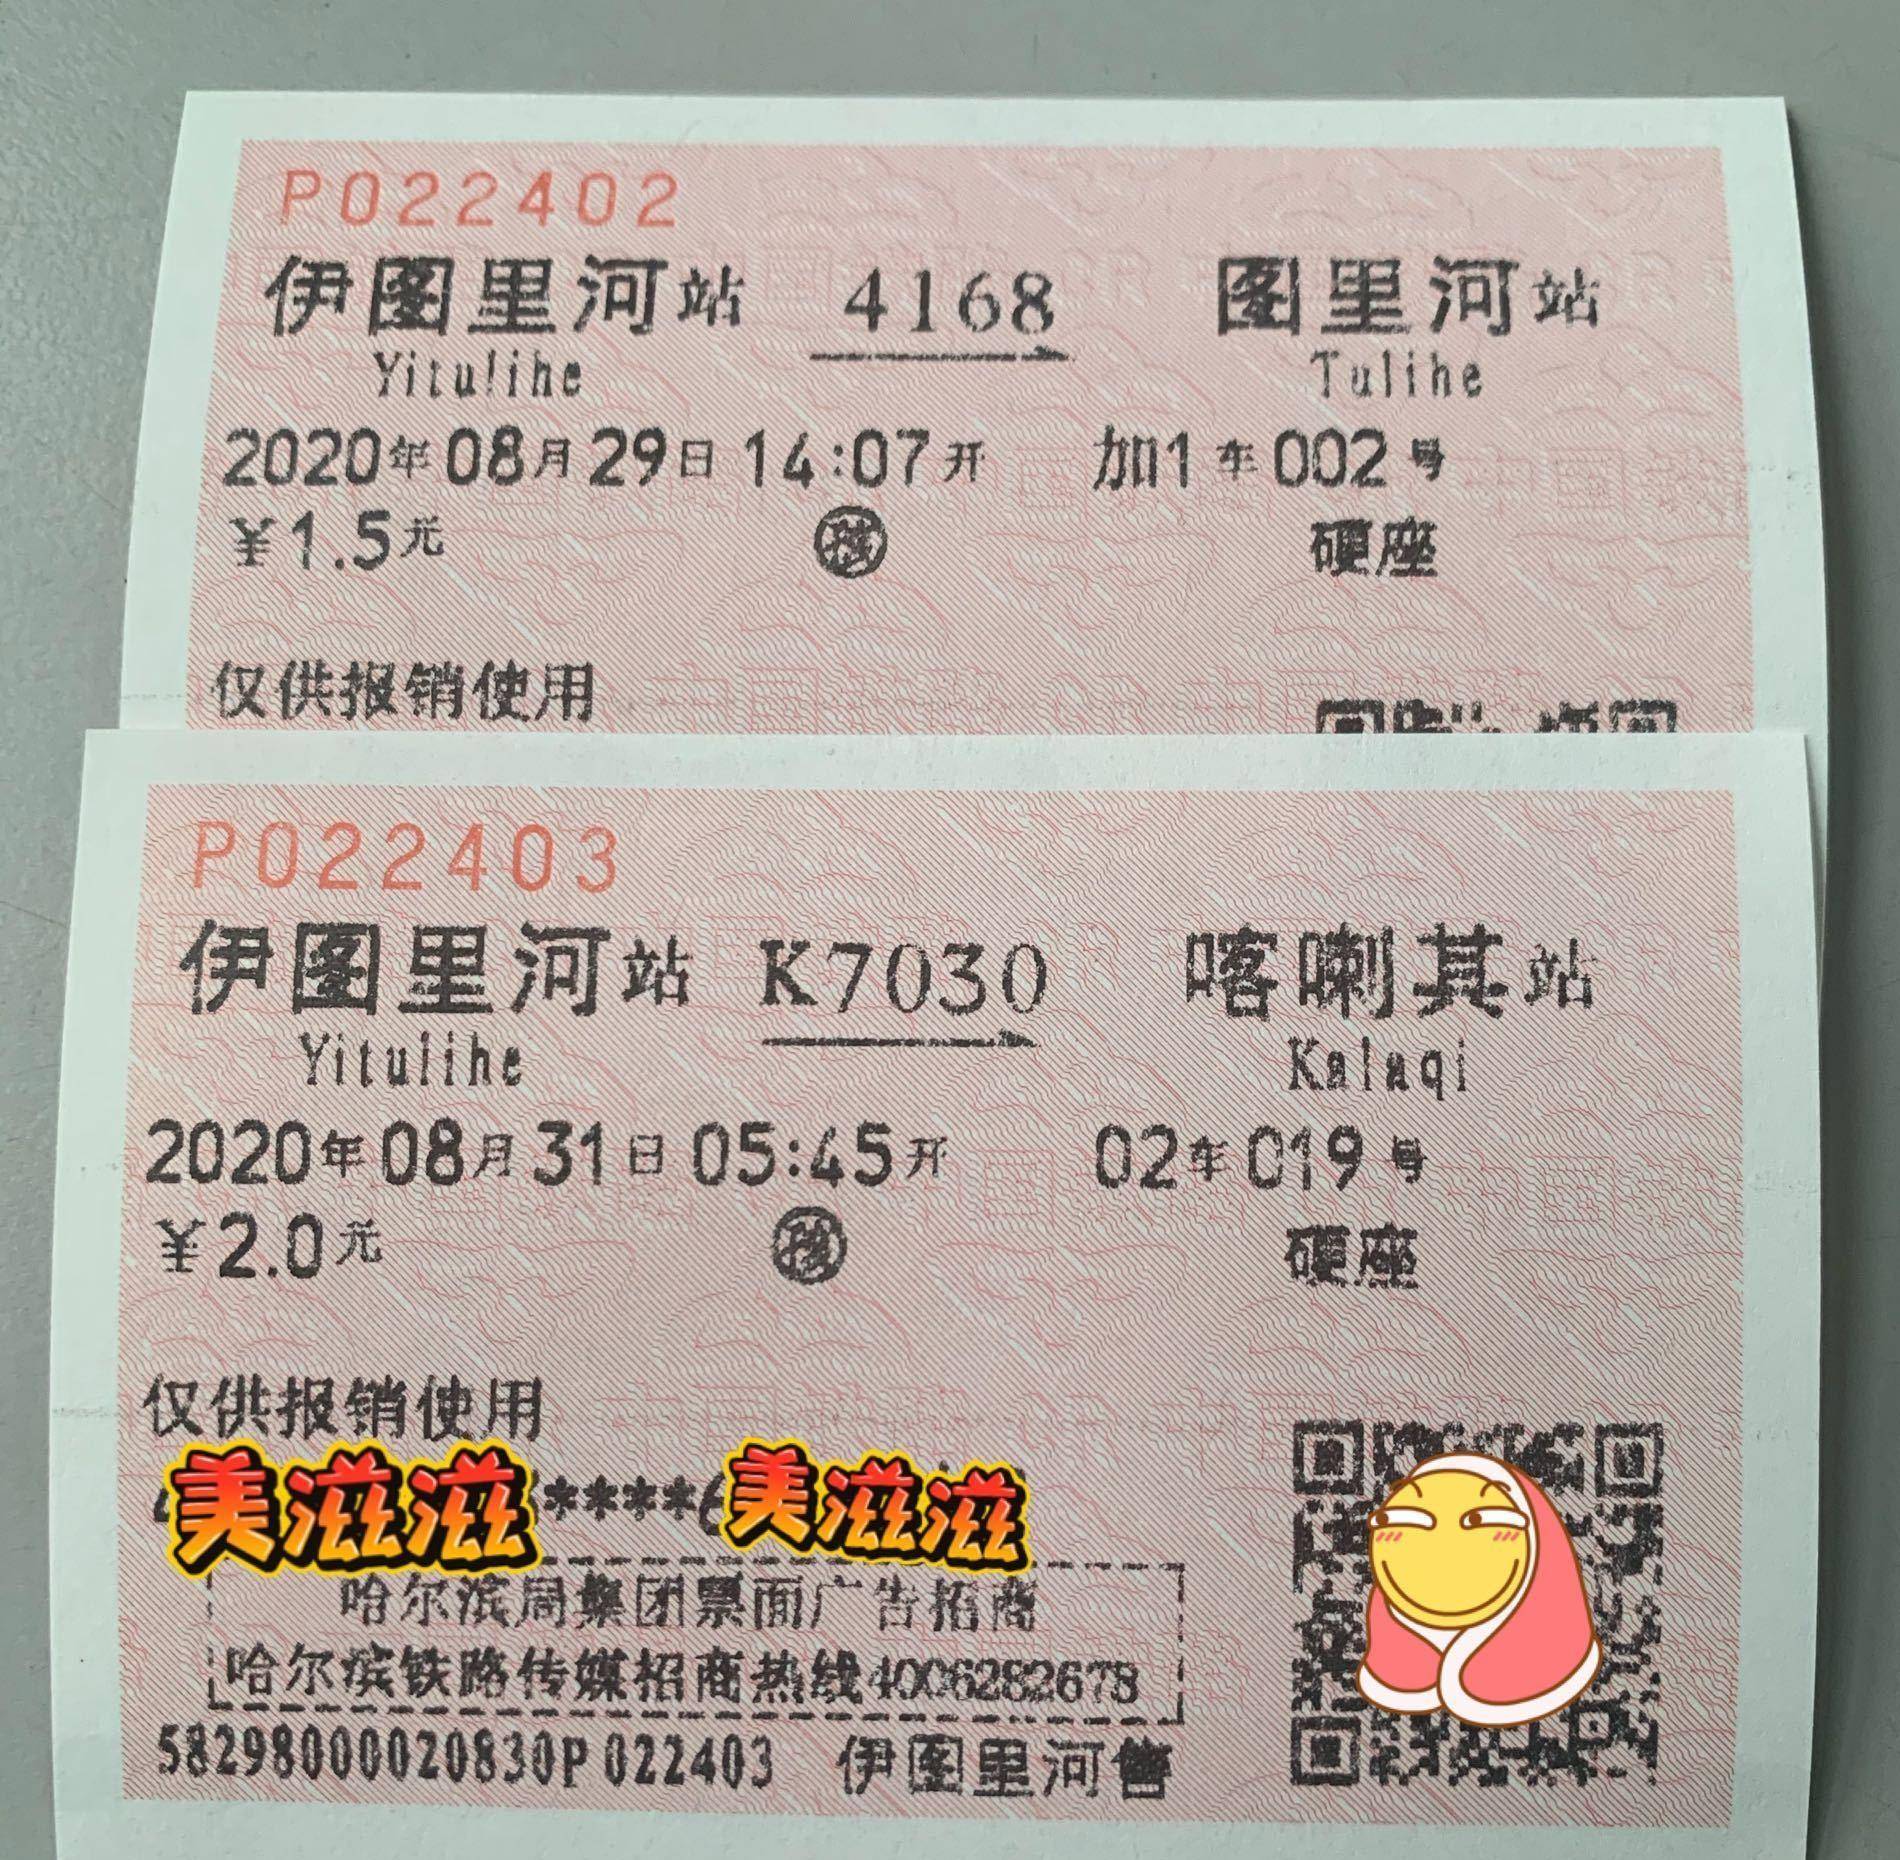 P022402
伊图里河站 4168 图里河站
Yitulihe Tulihe
2020年08月29日14:07开 加1车002号
¥1.5元 硬座
仅供报销使用
P022403
伊图里河站 K7030 喀喇其站
Yitulihe Kalaqi
2020年08月31日05:45开 02车019号
¥2.0元 硬座
仅供报销使用
美滋滋 **** 美滋滋
哈尔滨局集团票面广告招商
哈尔滨铁路传媒招商热线4006282678
58298000020830P022403 伊图里河售